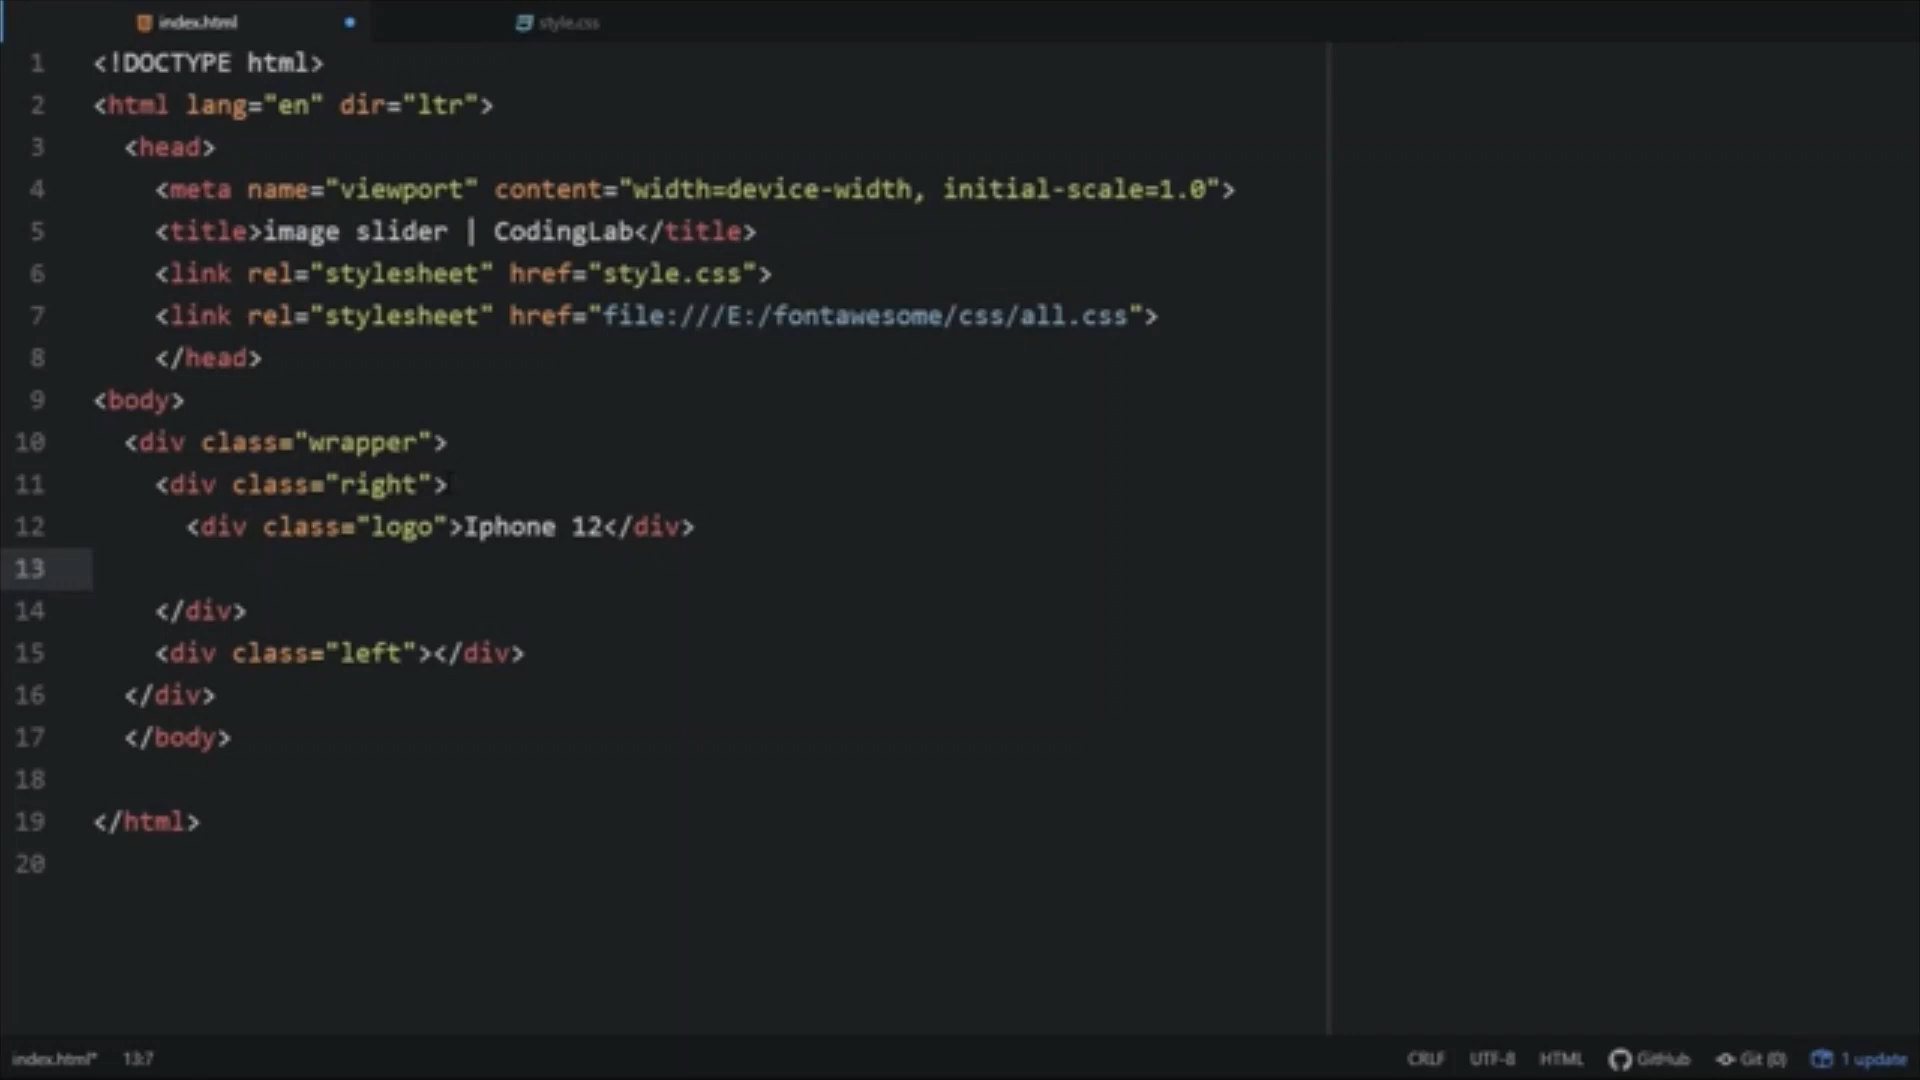 index.html
style.css
1 <!DOCTYPE html>
2 <html lang="en" dir="ltr">
3 <head>
4 <meta name="viewport" content="width=device-width, initial-scale=1.0">
5 <title>image slider | CodingLab</title>
6 <link rel="stylesheet" href="style.css">
7 <link rel="stylesheet" href="file:///E:/fontawesome/css/all.css">
8 </head>
9 <body>
10 <div class="wrapper">
11 <div class="right">
12 <div class="logo">Iphone 12</div>
13
14 </div>
15 <div class="left"></div>
16 </div>
17 </body>
18
19 </html>
20
index.html* 13:7 CRLF UTF-8 HTML GitHub Git (0) 1 update